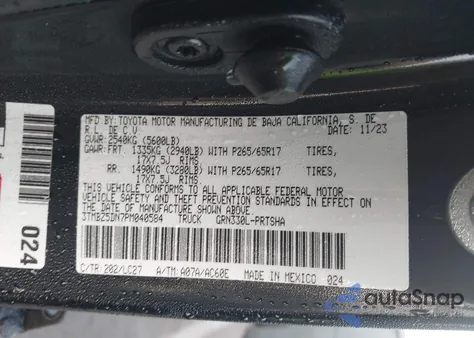 MFD BY:TOYOTA MOTOR MANUFACTURING DE BAJA CALIFORNIA, S. DE
R L. DE C.V DATE: 11/23
GVWR: 2540KG (5600LB)
GAWR:FRT. 1335KG (2940LB) WITH P265/65R17 TIRES,
17X7.5J RIMS
RR. 1490KG (3280LB) WITH P265/65R17 TIRES,
17X7.5J RIMS
THIS VEHICLE CONFORMS TO ALL APPLICABLE FEDERAL MOTOR
VEHICLE SAFETY AND THEFT PREVENTION STANDARDS IN EFFECT ON
THE DATE OF MANUFACTURE SHOWN ABOVE.
3TMBZ5DN7PM040584 TRUCK GRN330L-PRTSHA
C/TR: 202/LC27 A/TM: A07A/AC60E MADE IN MEXICO 024
024
autoSnap